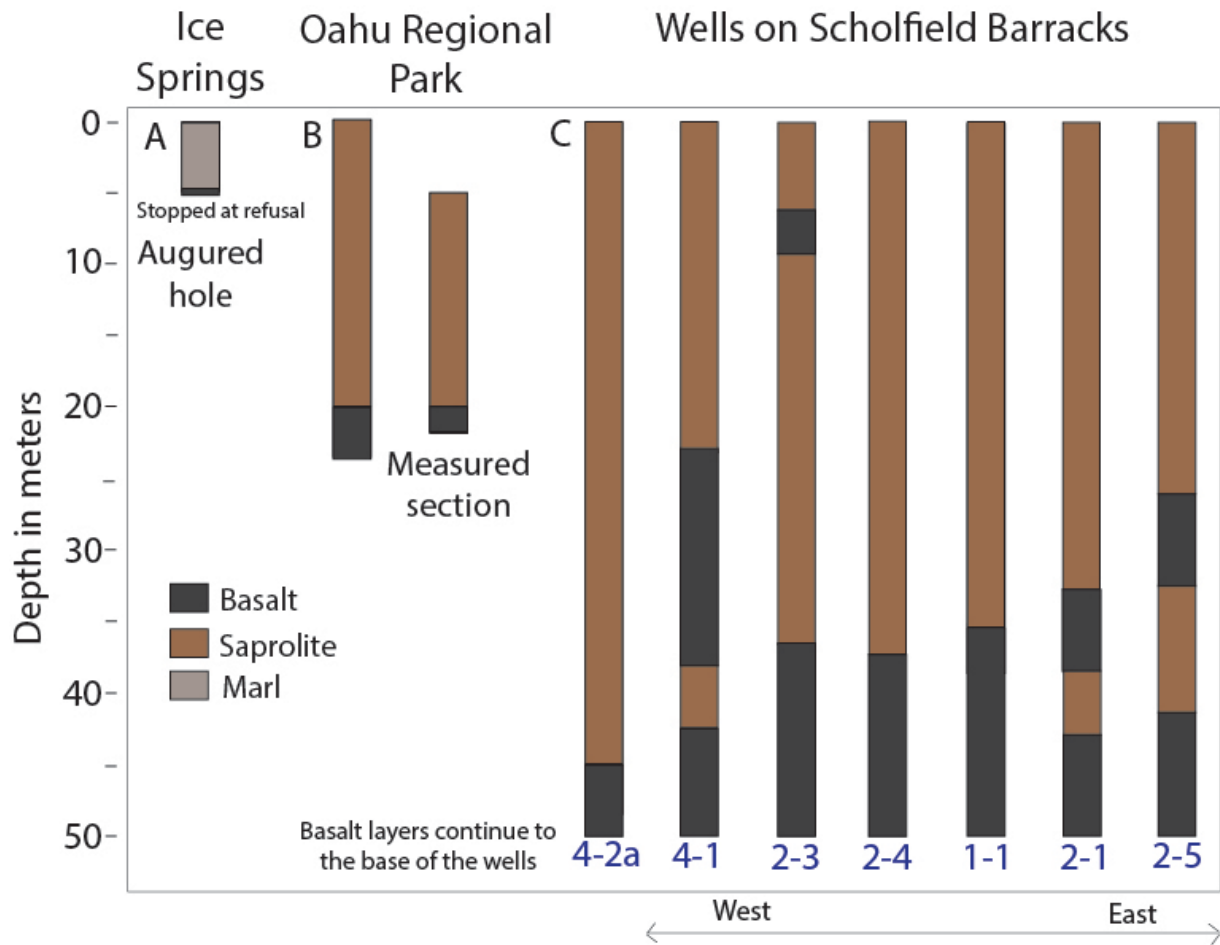 Ice
Springs
Oahu Regional
Park
Wells on Scholfield Barracks
0
10
20
30
40
50
Depth in meters
A
Stopped at refusal
Augured
hole
B
Measured
section
C
Basalt
Saprolite
Marl
Basalt layers continue to
the base of the wells
4-2a
4-1
2-3
2-4
1-1
2-1
2-5
West
East